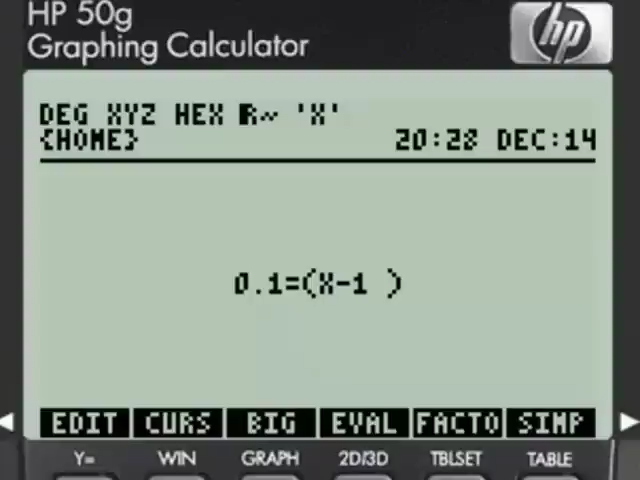 HP 50g
Graphing Calculator
hp
DEG XYZ HEX R~ 'X'
{HOME} 20:28 DEC:14
0.1=(X-1 )
EDIT CURS BIG EVAL FACTO SIMP
Y= WIN GRAPH 2D/3D TBLSET TABLE